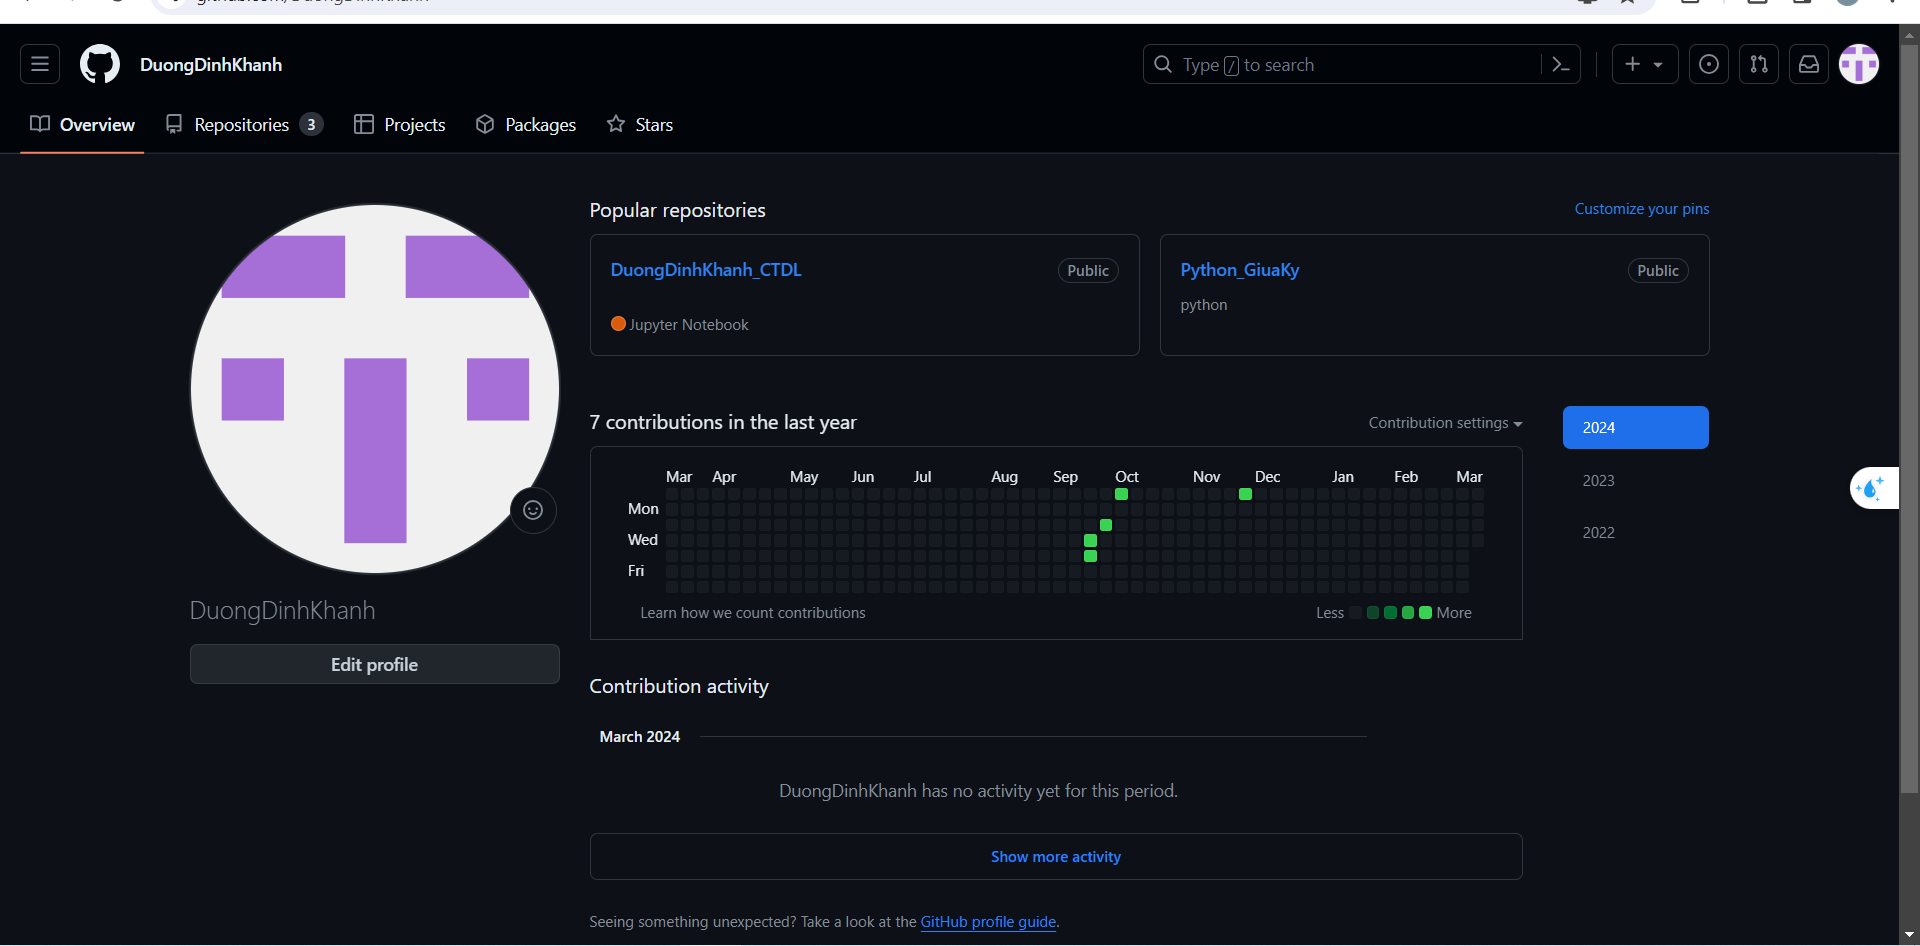 DuongDinhKhanh
Type / to search
Overview Repositories 3 Projects Packages Stars
Popular repositories
Customize your pins
DuongDinhKhanh_CTDL Public
Jupyter Notebook
Python_GiuaKy Public
python
7 contributions in the last year
Contribution settings
2024
2023
2022
Mar Apr May Jun Jul Aug Sep Oct Nov Dec Jan Feb Mar
Mon
Wed
Fri
Learn how we count contributions
Less More
DuongDinhKhanh
Edit profile
Contribution activity
March 2024
DuongDinhKhanh has no activity yet for this period.
Show more activity
Seeing something unexpected? Take a look at the GitHub profile guide.